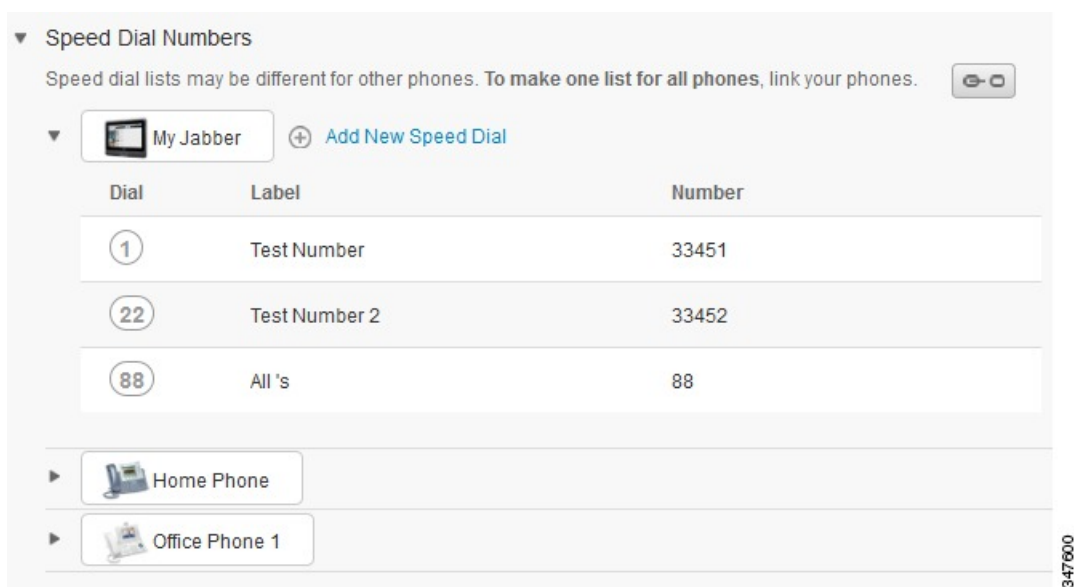 Speed Dial Numbers
Speed dial lists may be different for other phones. To make one list for all phones, link your phones.
My Jabber Add New Speed Dial
Dial Label Number
1 Test Number 33451
22 Test Number 2 33452
88 All 's 88
Home Phone
Office Phone 1
347600